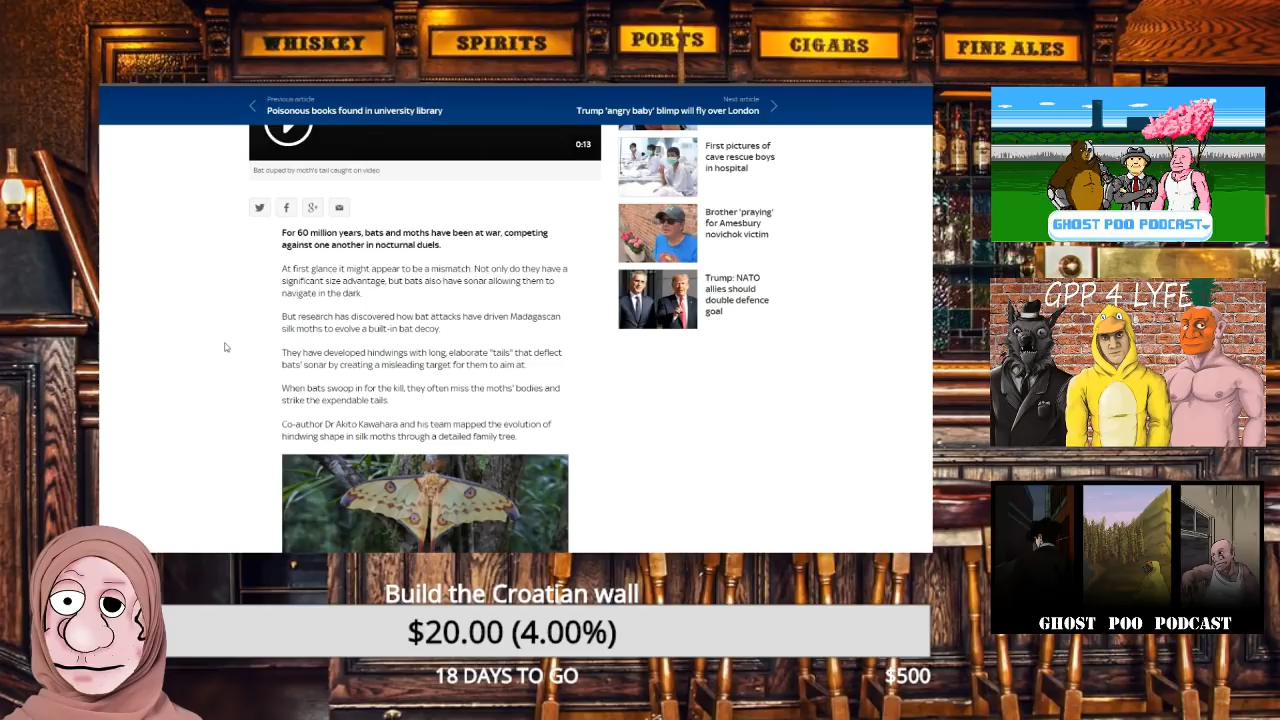 WHISKEY
SPIRITS
PORTS
CIGARS
FINE ALES
Previous article
Poisonous books found in university library
Next article
Trump 'angry baby' blimp will fly over London
0:13
Bat duped by moth's tail caught on video
For 60 million years, bats and moths have been at war, competing
against one another in nocturnal duels.
At first glance it might appear to be a mismatch. Not only do they have a
significant size advantage, but bats also have sonar allowing them to
navigate in the dark.
But research has discovered how bat attacks have driven Madagascan
silk moths to evolve a built-in bat decoy.
They have developed hindwings with long, elaborate "tails" that deflect
bats' sonar by creating a misleading target for them to aim at.
When bats swoop in for the kill, they often miss the moths' bodies and
strike the expendable tails.
Co-author Dr Akito Kawahara and his team mapped the evolution of
hindwing shape in silk moths through a detailed family tree.
First pictures of
cave rescue boys
in hospital
Brother 'praying'
for Amesbury
novichok victim
Trump: NATO
allies should
double defence
goal
GHOST POO PODCAST
GPP 4 LYFE
GHOST POO PODCAST
Build the Croatian wall
$20.00 (4.00%)
18 DAYS TO GO
$500